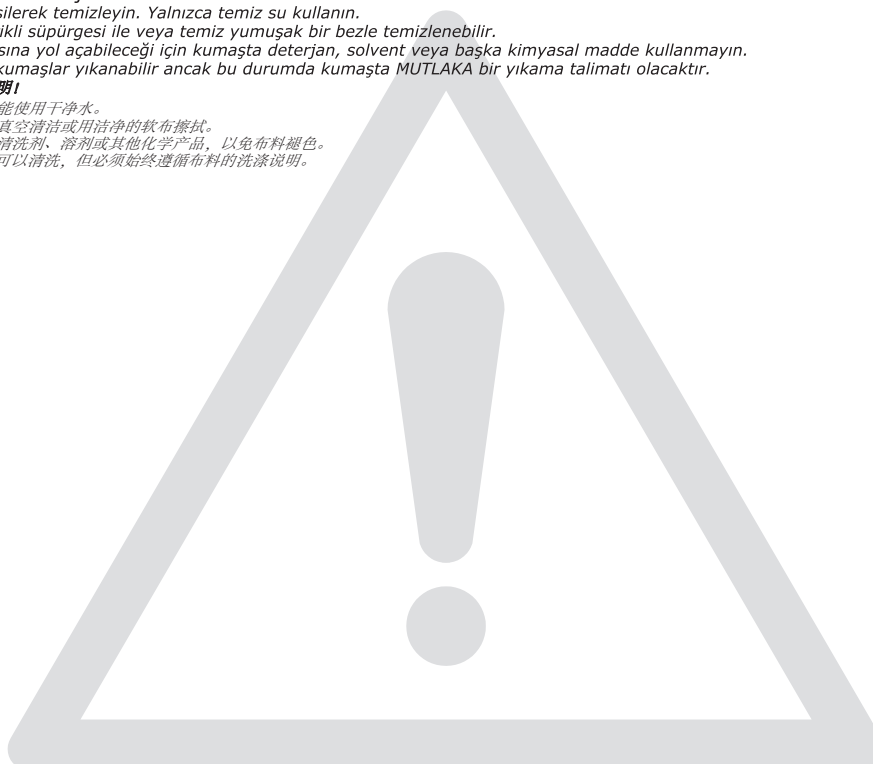 silerek temizleyin. Yalnızca temiz su kullanın.
ikli süpürgesi ile veya temiz yumuşak bir bezle temizlenebilir.
sına yol açabileceği için kumaşta deterjan, solvent veya başka kimyasal madde kullanmayın.
kumaşlar yıkanabilir ancak bu durumda kumaşta MUTLAKA bir yıkama talimatı olacaktır.
明!
能使用干净水。
真空清洁或用洁净的软布擦拭。
清洗剂、溶剂或其他化学产品，以免布料褪色。
可以清洗，但必须始终遵循布料的洗涤说明。